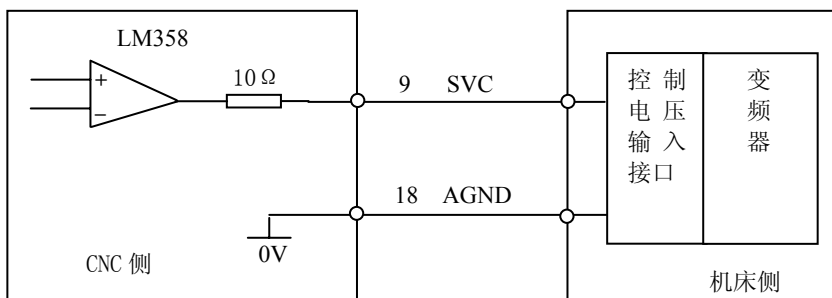 LM358
+
−
10Ω
9 SVC
18 AGND
0V
CNC 侧
控 制
电 压
输 入
接口
变
频
器
机床侧